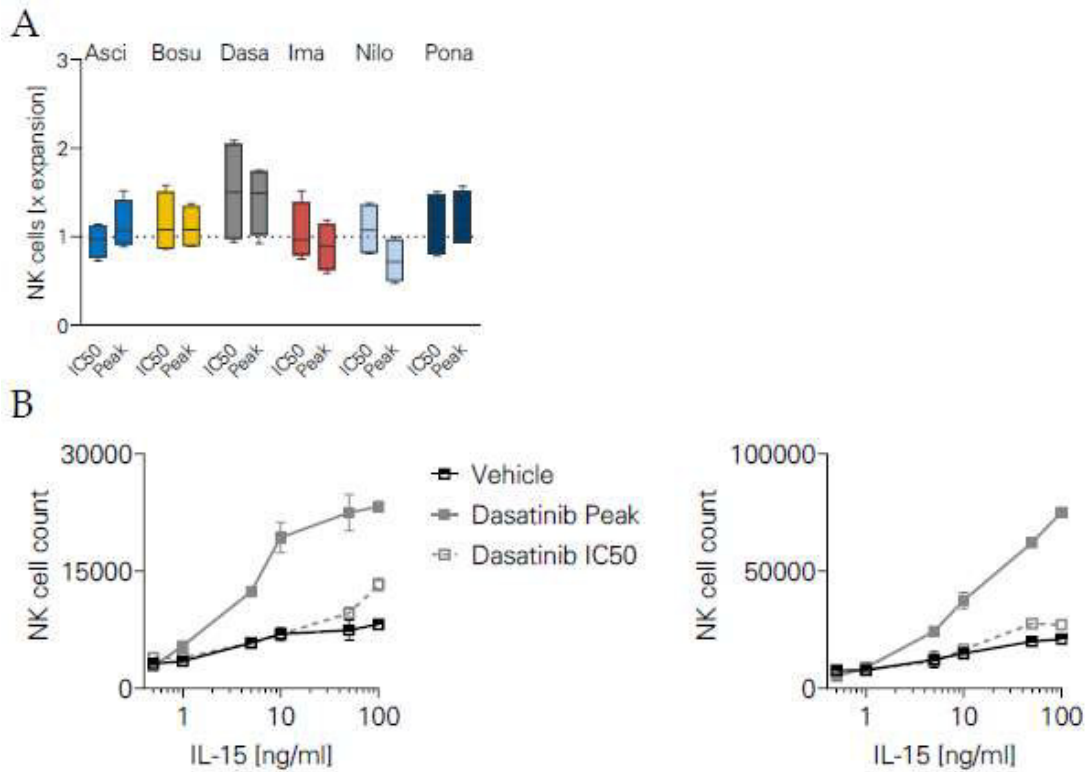 A
Asci Bosu Dasa Ima Nilo Pona
NK cells [x expansion]
3
2
1
0
IC50 Peak IC50 Peak IC50 Peak IC50 Peak IC50 Peak IC50 Peak
B
NK cell count
30000
15000
0
1 10 100
IL-15 [ng/ml]
Vehicle
Dasatinib Peak
Dasatinib IC50
NK cell count
100000
50000
0
1 10 100
IL-15 [ng/ml]